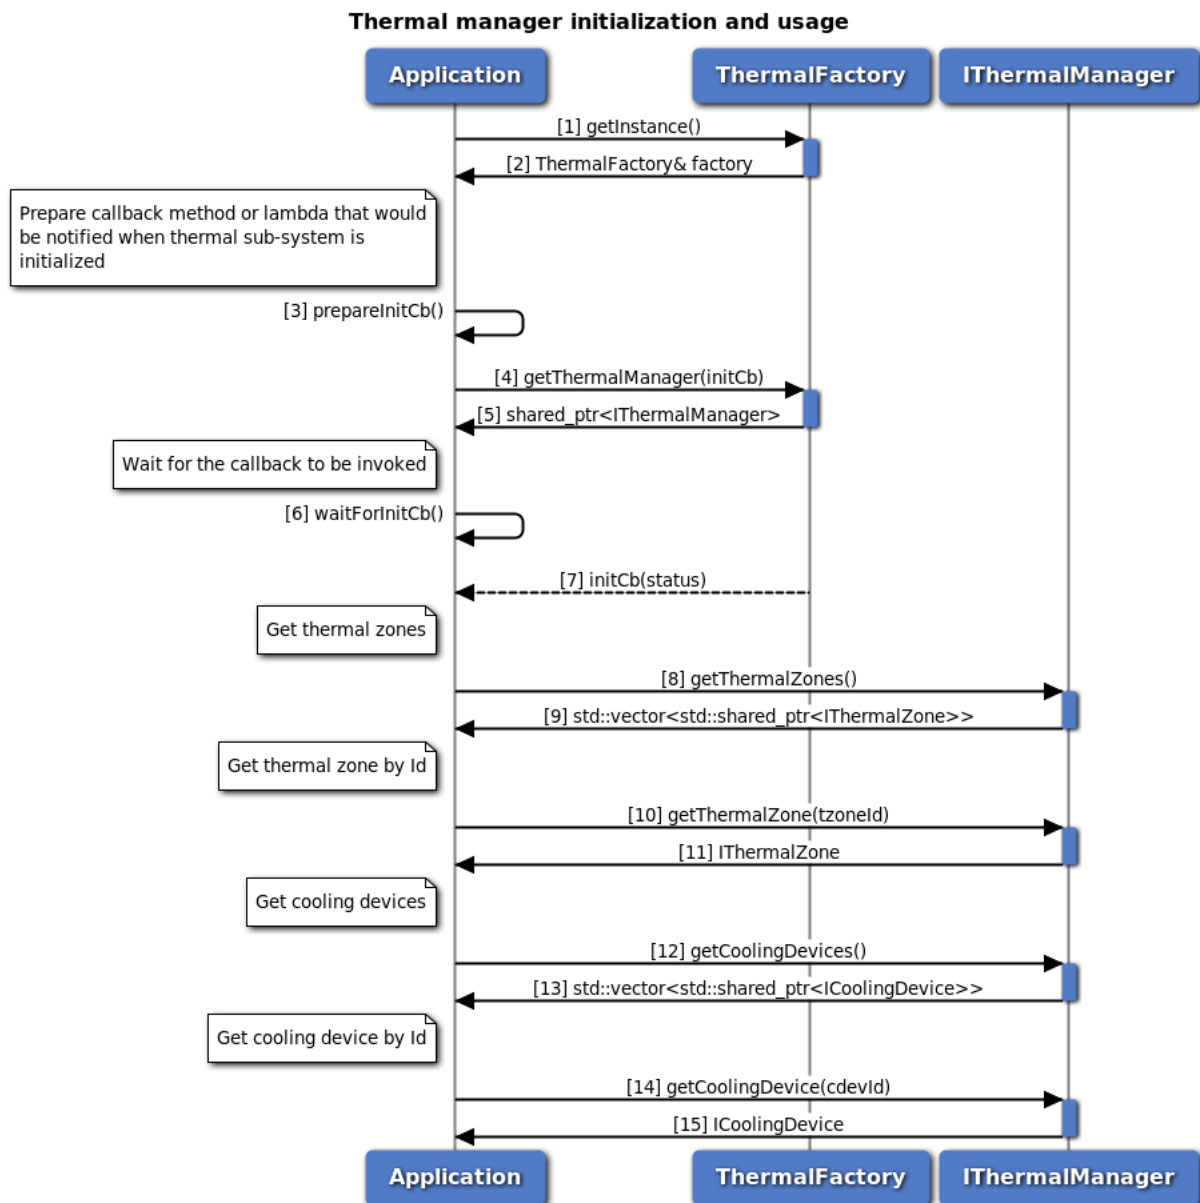 Thermal manager initialization and usage
Application
ThermalFactory
IThermalManager
[1] getInstance()
[2] ThermalFactory& factory
Prepare callback method or lambda that would
be notified when thermal sub-system is
initialized
[3] prepareInitCb()
[4] getThermalManager(initCb)
[5] shared_ptr<IThermalManager>
Wait for the callback to be invoked
[6] waitForInitCb()
[7] initCb(status)
Get thermal zones
[8] getThermalZones()
[9] std::vector<std::shared_ptr<IThermalZone>>
Get thermal zone by Id
[10] getThermalZone(tzoneId)
[11] IThermalZone
Get cooling devices
[12] getCoolingDevices()
[13] std::vector<std::shared_ptr<ICoolingDevice>>
Get cooling device by Id
[14] getCoolingDevice(cdevId)
[15] ICoolingDevice
Application
ThermalFactory
IThermalManager